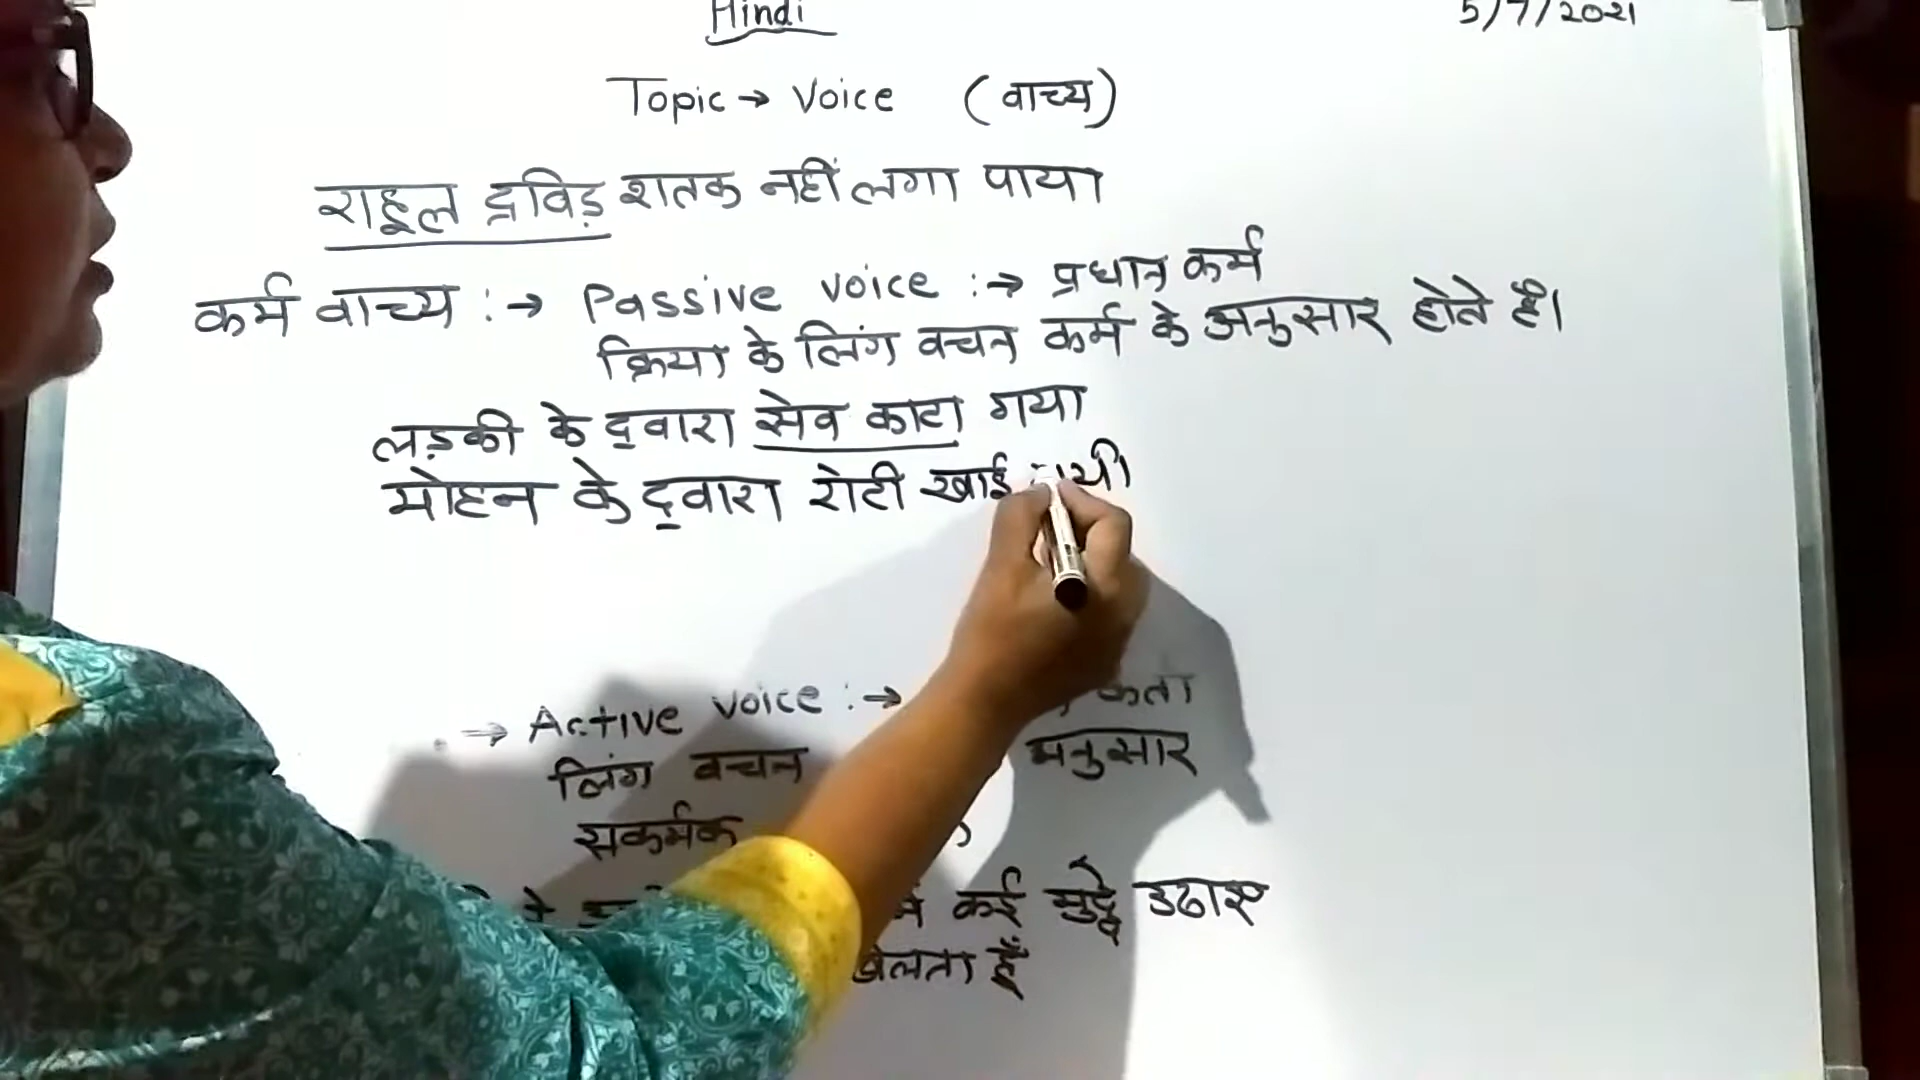 Hindi 5/7/2021
Topic → Voice (वाच्य)
राहूल द्रविड़ शतक नहीं लगा पाया
कर्म वाच्य :→ Passive voice :→ प्रधान कर्म
क्रिया के लिंग वचन कर्म के अनुसार होते हैं।
लड़की के द्वारा सेव काटा गया
मोहन के द्वारा रोटी खाई
→ Active voice :→ कर्ता
लिंग वचन अनुसार
सकर्मक
कई मुद्दे उठाए
खेलता है